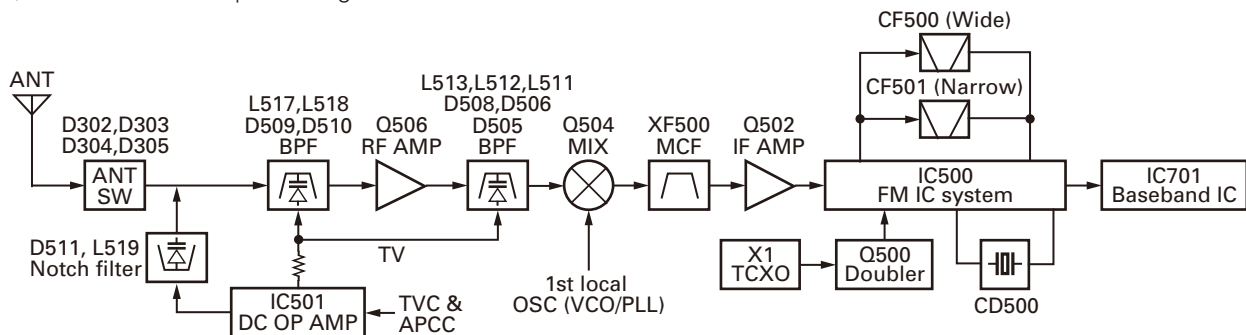 ANT
D302,D303
D304,D305
ANT
SW
D511, L519
Notch filter
L517,L518
D509,D510
BPF
Q506
RF AMP
L513,L512,L511
D508,D506
D505
BPF
TV
IC501
DC OP AMP
TVC &
APCC
Q504
MIX
1st local
OSC (VCO/PLL)
XF500
MCF
Q502
IF AMP
CF500 (Wide)
CF501 (Narrow)
IC500
FM IC system
X1
TCXO
Q500
Doubler
CD500
IC701
Baseband IC